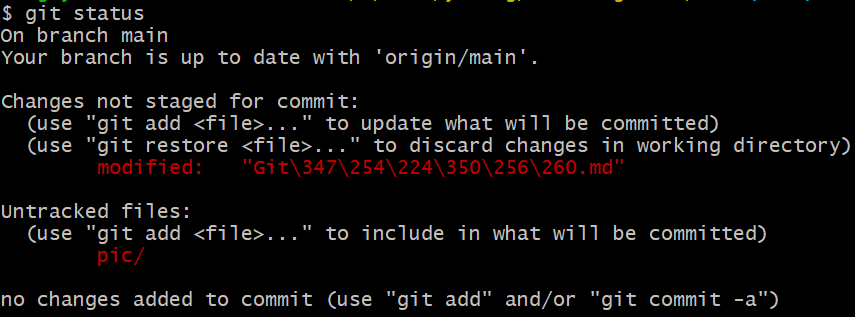 $ git status
On branch main
Your branch is up to date with 'origin/main'.
Changes not staged for commit:
(use "git add <file>..." to update what will be committed)
(use "git restore <file>..." to discard changes in working directory)
modified: "Git\347\254\224\350\256\260.md"
Untracked files:
(use "git add <file>..." to include in what will be committed)
pic/
no changes added to commit (use "git add" and/or "git commit -a")